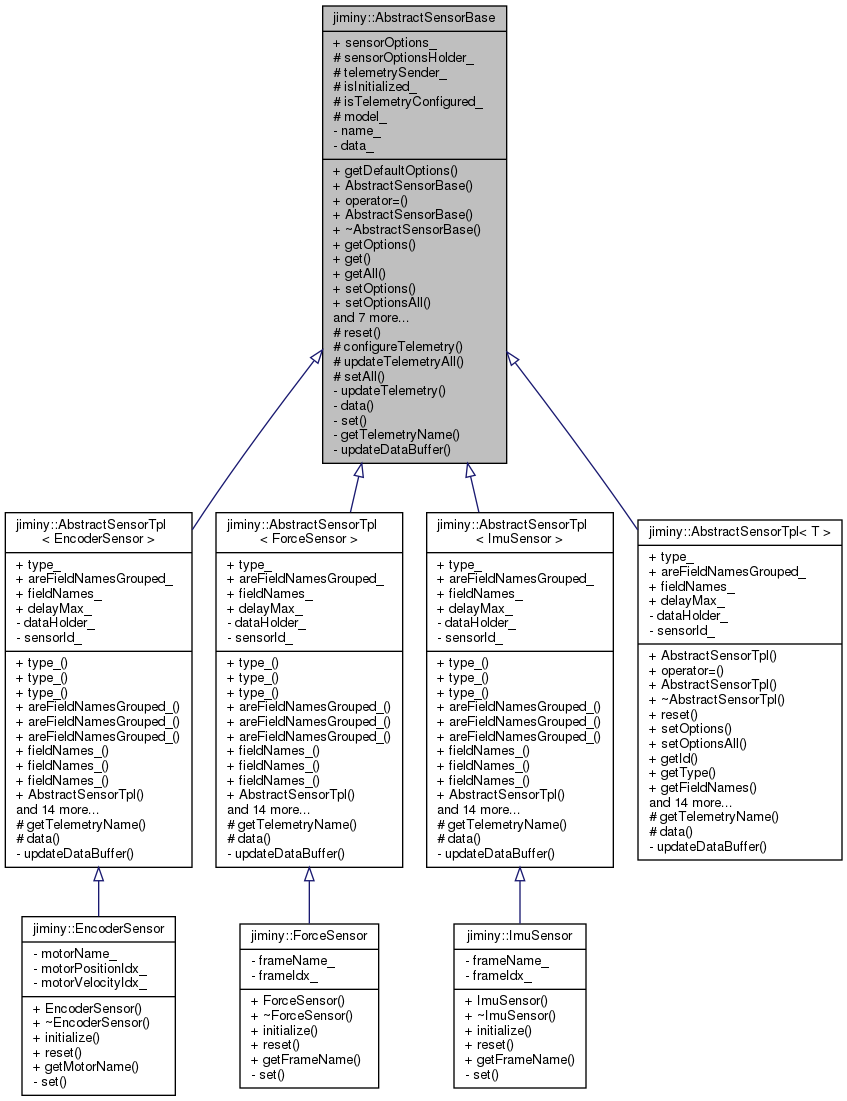 jiminy::AbstractSensorBase
+ sensorOptions_
# sensorOptionsHolder_
# telemetrySender_
# isInitialized_
# isTelemetryConfigured_
# model_
- name_
- data_
+ getDefaultOptions()
+ AbstractSensorBase()
+ operator=()
+ AbstractSensorBase()
+ ~AbstractSensorBase()
+ getOptions()
+ get()
+ getAll()
+ setOptions()
+ setOptionsAll()
and 7 more...
# reset()
# configureTelemetry()
# updateTelemetryAll()
# setAll()
- updateTelemetry()
- data()
- set()
- getTelemetryName()
- updateDataBuffer()
jiminy::AbstractSensorTpl
< EncoderSensor >
+ type_
+ areFieldNamesGrouped_
+ fieldNames_
+ delayMax_
- dataHolder_
- sensorId_
+ type_()
+ type_()
+ type_()
+ areFieldNamesGrouped_()
+ areFieldNamesGrouped_()
+ areFieldNamesGrouped_()
+ fieldNames_()
+ fieldNames_()
+ fieldNames_()
+ AbstractSensorTpl()
and 14 more...
# getTelemetryName()
# data()
- updateDataBuffer()
jiminy::AbstractSensorTpl
< ForceSensor >
+ type_
+ areFieldNamesGrouped_
+ fieldNames_
+ delayMax_
- dataHolder_
- sensorId_
+ type_()
+ type_()
+ type_()
+ areFieldNamesGrouped_()
+ areFieldNamesGrouped_()
+ areFieldNamesGrouped_()
+ fieldNames_()
+ fieldNames_()
+ fieldNames_()
+ AbstractSensorTpl()
and 14 more...
# getTelemetryName()
# data()
- updateDataBuffer()
jiminy::AbstractSensorTpl
< ImuSensor >
+ type_
+ areFieldNamesGrouped_
+ fieldNames_
+ delayMax_
- dataHolder_
- sensorId_
+ type_()
+ type_()
+ type_()
+ areFieldNamesGrouped_()
+ areFieldNamesGrouped_()
+ areFieldNamesGrouped_()
+ fieldNames_()
+ fieldNames_()
+ fieldNames_()
+ AbstractSensorTpl()
and 14 more...
# getTelemetryName()
# data()
- updateDataBuffer()
jiminy::AbstractSensorTpl< T >
+ type_
+ areFieldNamesGrouped_
+ fieldNames_
+ delayMax_
- dataHolder_
- sensorId_
+ AbstractSensorTpl()
+ operator=()
+ AbstractSensorTpl()
+ ~AbstractSensorTpl()
+ reset()
+ setOptions()
+ setOptionsAll()
+ getId()
+ getType()
+ getFieldNames()
and 14 more...
# getTelemetryName()
# data()
- updateDataBuffer()
jiminy::EncoderSensor
- motorName_
- motorPositionIdx_
- motorVelocityIdx_
+ EncoderSensor()
+ ~EncoderSensor()
+ initialize()
+ reset()
+ getMotorName()
- set()
jiminy::ForceSensor
- frameName_
- frameIdx_
+ ForceSensor()
+ ~ForceSensor()
+ initialize()
+ reset()
+ getFrameName()
- set()
jiminy::ImuSensor
- frameName_
- frameIdx_
+ ImuSensor()
+ ~ImuSensor()
+ initialize()
+ reset()
+ getFrameName()
- set()